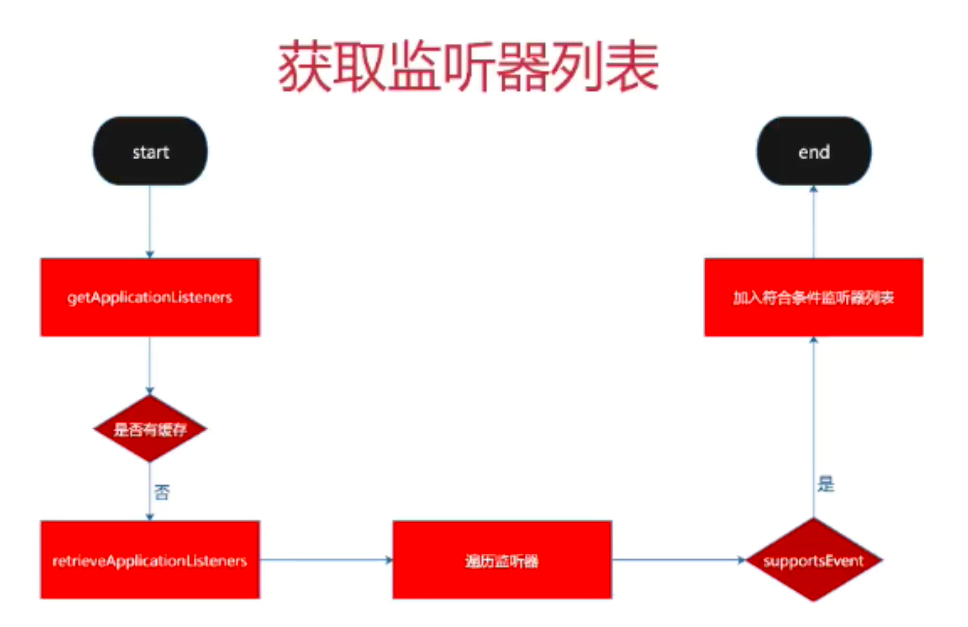 获取监听器列表
start
getApplicationListeners
是否有缓存
否
retrieveApplicationListeners
遍历监听器
supportsEvent
是
加入符合条件监听器列表
end